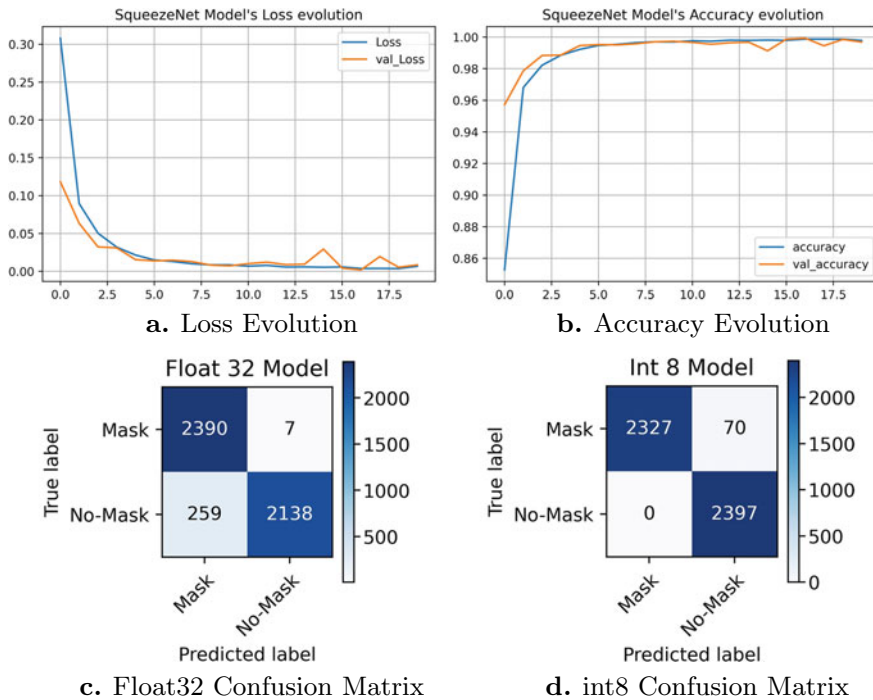 SqueezeNet Model's Loss evolution
0.30
0.25
0.20
0.15
0.10
0.05
0.00
0.0 2.5 5.0 7.5 10.0 12.5 15.0 17.5
Loss
val_Loss
a. Loss Evolution
SqueezeNet Model's Accuracy evolution
1.00
0.98
0.96
0.94
0.92
0.90
0.88
0.86
0.0 2.5 5.0 7.5 10.0 12.5 15.0 17.5
accuracy
val_accuracy
b. Accuracy Evolution
Float 32 Model
True label
Mask 2390 7
No-Mask 259 2138
Mask No-Mask
Predicted label
2000
1500
1000
500
c. Float32 Confusion Matrix
Int 8 Model
True label
Mask 2327 70
No-Mask 0 2397
Mask No-Mask
Predicted label
2000
1500
1000
500
0
d. int8 Confusion Matrix